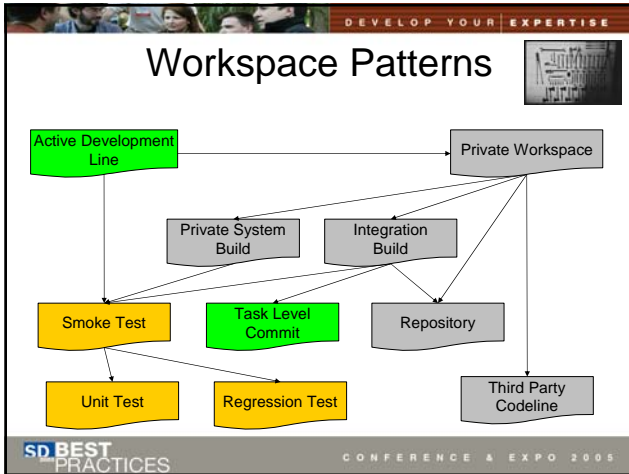 DEVELOP YOUR EXPERTISE
Workspace Patterns
Active Development
Line
Private Workspace
Private System
Build
Integration
Build
Smoke Test
Task Level
Commit
Repository
Unit Test
Regression Test
Third Party
Codeline
SD BEST
PRACTICES
CONFERENCE & EXPO 2005